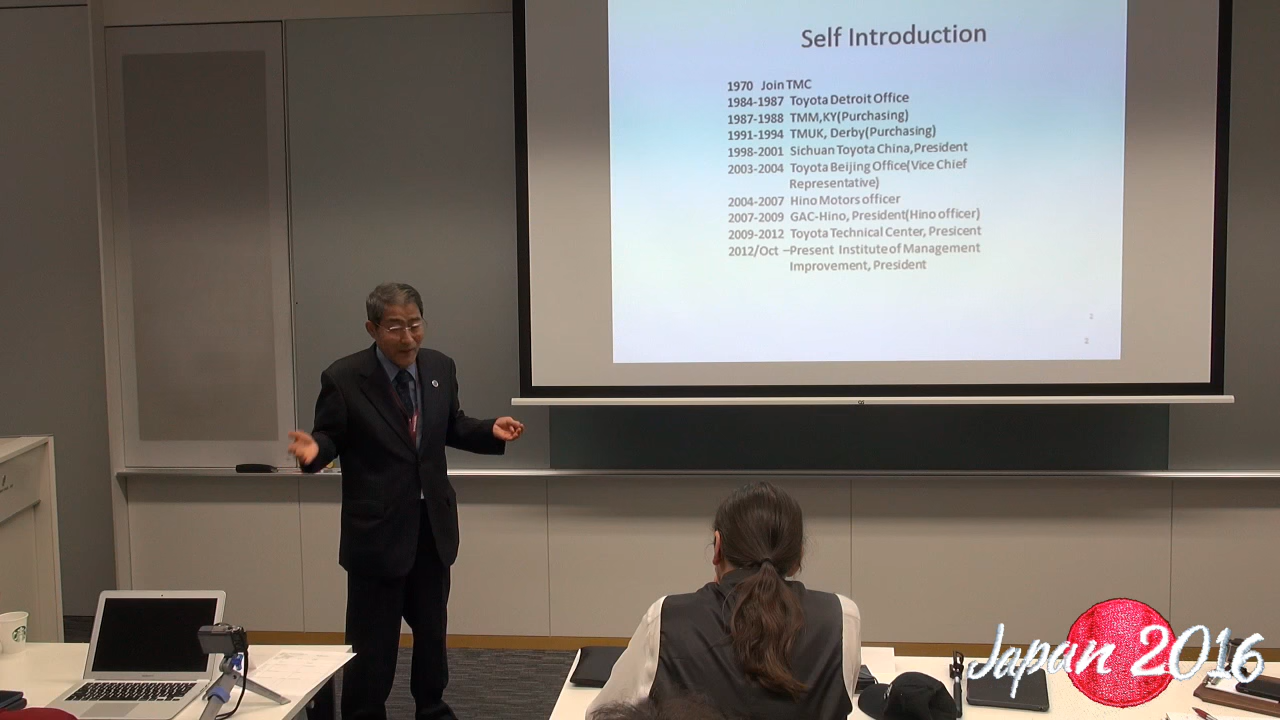 Self Introduction
1970 Join TMC
1984-1987 Toyota Detroit Office
1987-1988 TMM,KY(Purchasing)
1991-1994 TMUK, Derby(Purchasing)
1998-2001 Sichuan Toyota China,President
2003-2004 Toyota Beijing Office(Vice Chief
Representative)
2004-2007 Hino Motors officer
2007-2009 GAC-Hino, President(Hino officer)
2009-2012 Toyota Technical Center, Presicent
2012/Oct –Present Institute of Management
Improvement, President
2
2
Japan 2016